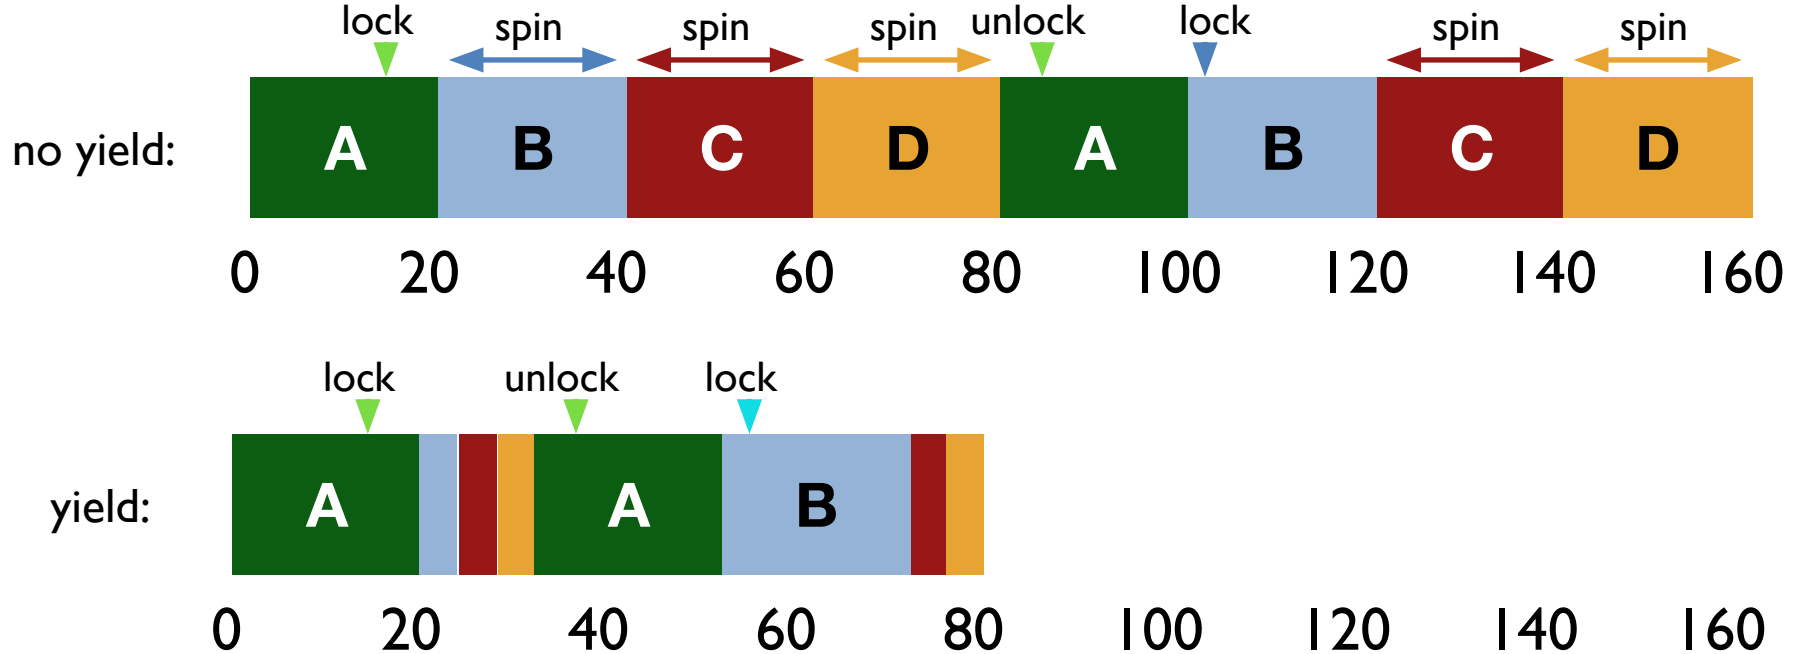 lock spin spin spin unlock lock spin spin
no yield: A B C D A B C D
0 20 40 60 80 100 120 140 160
lock unlock lock
yield: A A B
0 20 40 60 80 100 120 140 160